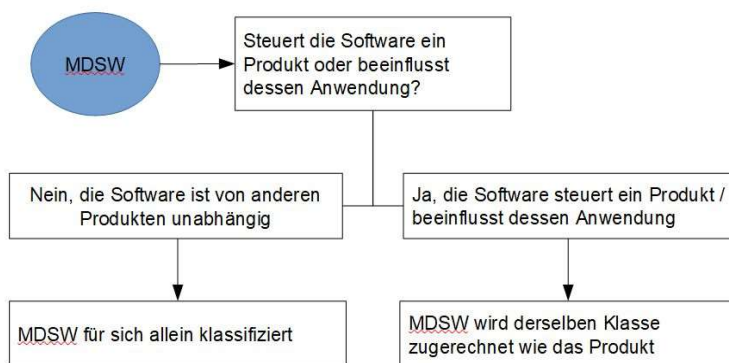 MDSW
Steuert die Software ein
Produkt oder beeinflusst
dessen Anwendung?
Nein, die Software ist von anderen
Produkten unabhängig
Ja, die Software steuert ein Produkt /
beeinflusst dessen Anwendung
MDSW für sich allein klassifiziert
MDSW wird derselben Klasse
zugerechnet wie das Produkt